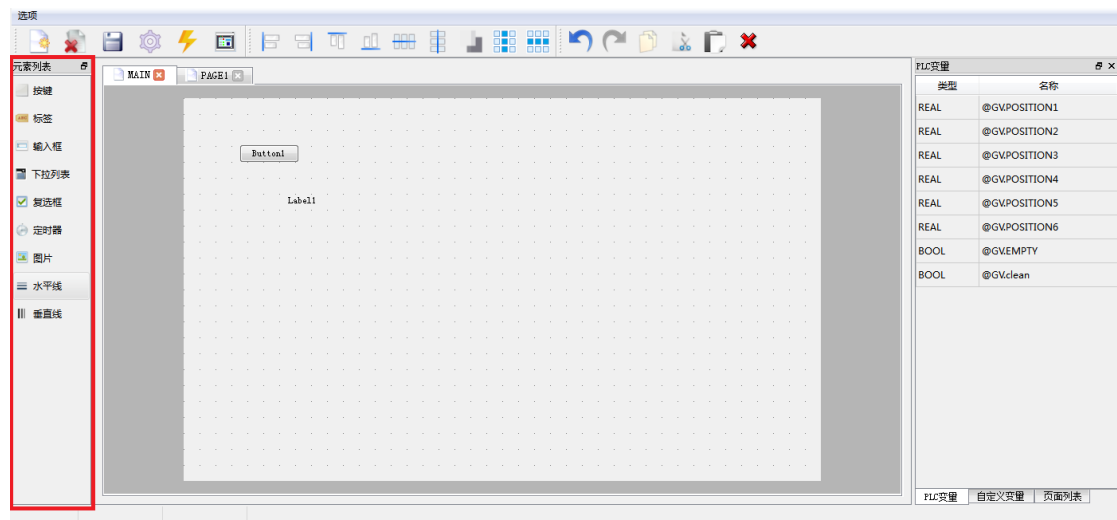 选项
元素列表
按键
标签
输入框
下拉列表
复选框
定时器
图片
水平线
垂直线
MAIN
PAGE1
Button1
Label1
PLC变量
类型 名称
REAL @GV.POSITION1
REAL @GV.POSITION2
REAL @GV.POSITION3
REAL @GV.POSITION4
REAL @GV.POSITION5
REAL @GV.POSITION6
BOOL @GV.EMPTY
BOOL @GV.clean
PLC变量 自定义变量 页面列表